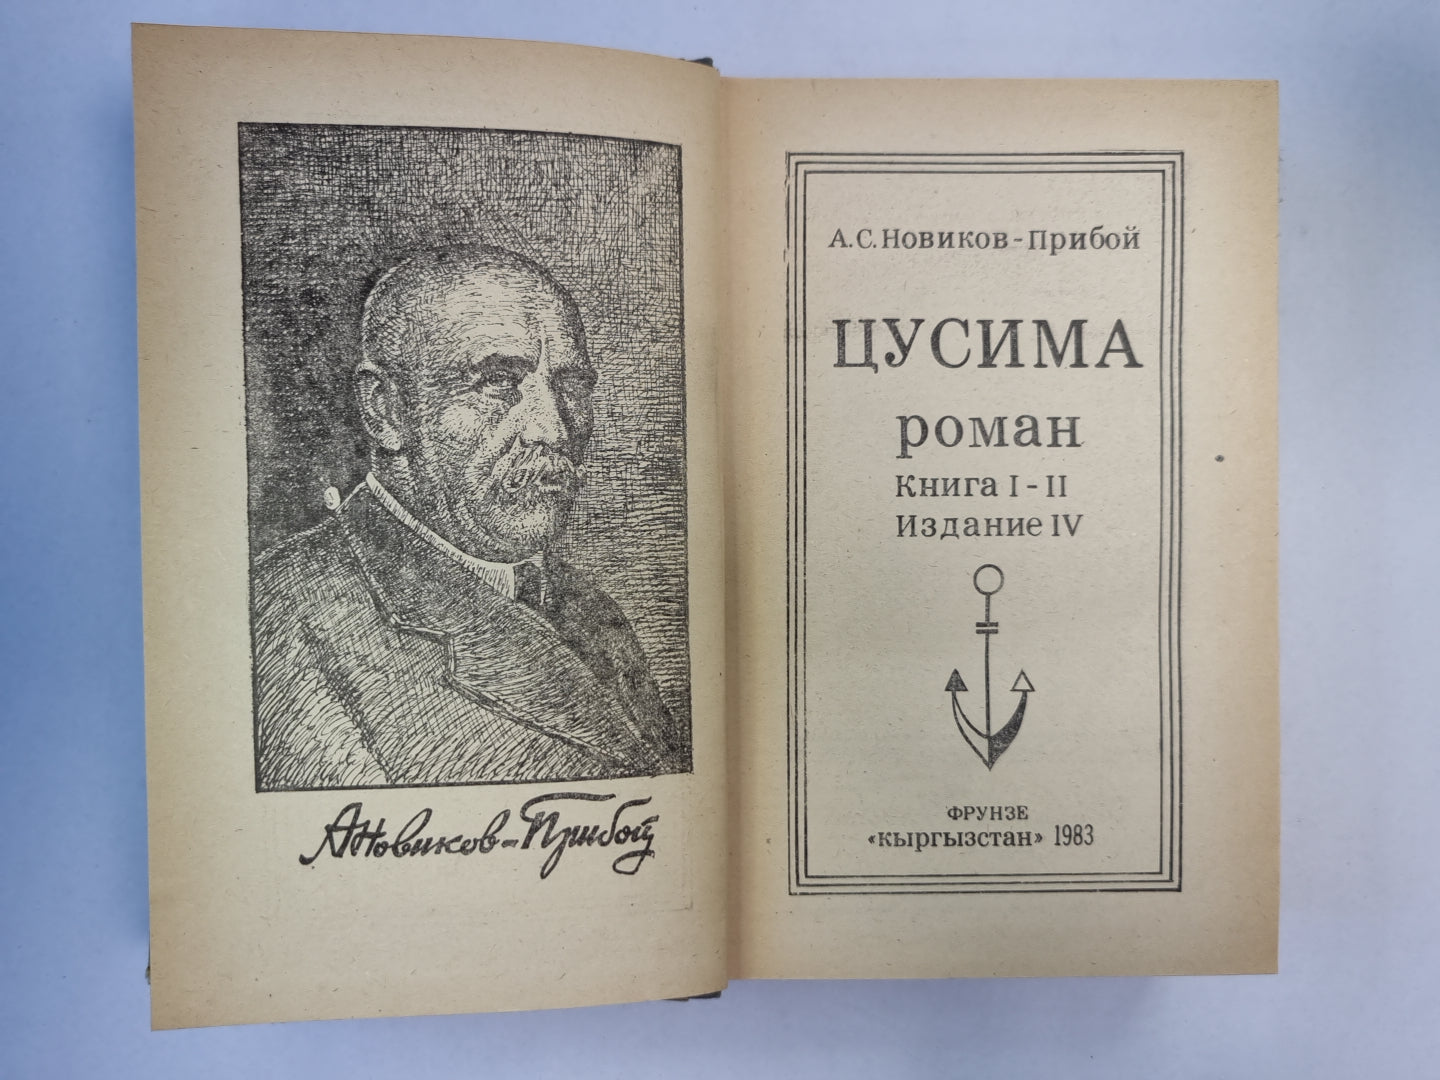 А.Новиков-Прибой
А.С.Новиков-Прибой
ЦУСИМА
роман
Книга I-II
Издание IV
ФРУНЗЕ
«кыргызстан» 1983